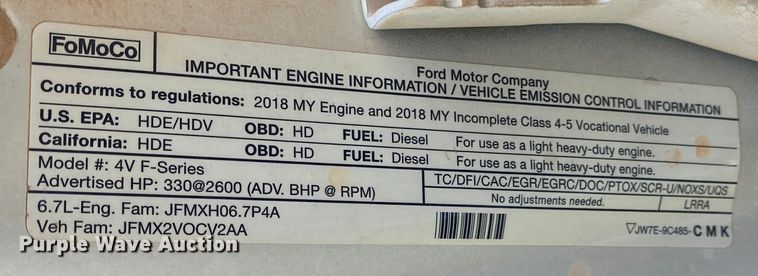 FoMoCo
Ford Motor Company
IMPORTANT ENGINE INFORMATION / VEHICLE EMISSION CONTROL INFORMATION
Conforms to regulations: 2018 MY Engine and 2018 MY Incomplete Class 4-5 Vocational Vehicle
U.S. EPA: HDE/HDV OBD: HD FUEL: Diesel For use as a light heavy-duty engine.
California: HDE OBD: HD FUEL: Diesel For use as a light heavy-duty engine.
Model #: 4V F-Series
TC/DFI/CAC/EGR/EGRC/DOC/PTOX/SCR-U/NOXS/UQS
Advertised HP: 330@2600 (ADV. BHP @ RPM)
No adjustments needed. LRRA
6.7L-Eng. Fam: JFMXH06.7P4A
Veh Fam: JFMX2VOCV2AA
▽JW7E-9C485- C M K
Purple Wave Auction